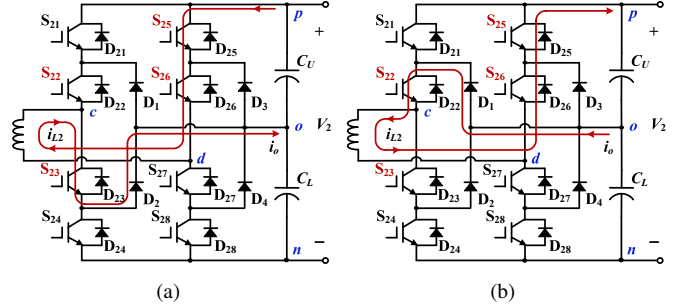 S21 D21 S25 D25 p +
S22 D22 D1 S26 D26 D3 CU
c iL2 o V2
d io
S23 D23 D2 S27 D27 D4 CL
S24 D24 S28 D28 n −
(a)
S21 D21 S25 D25 p +
S22 D22 D1 S26 D26 D3 CU
c iL2 o V2
d io
S23 D23 D2 S27 D27 D4 CL
S24 D24 S28 D28 n −
(b)